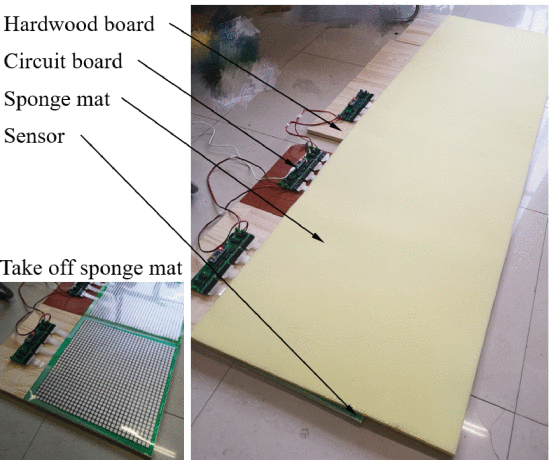 Hardwood board
Circuit board
Sponge mat
Sensor
Take off sponge mat